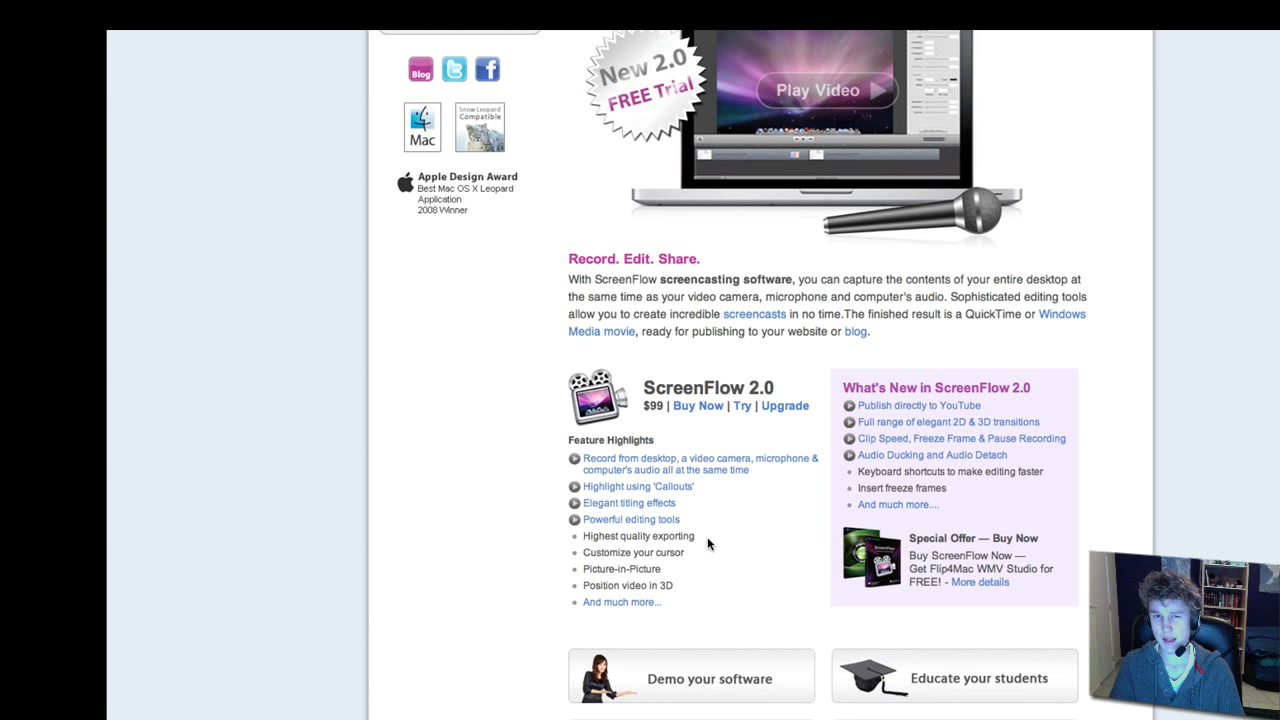 New 2.0
FREE Trial
Play Video
Blog
Mac
Snow Leopard
Compatible
Apple Design Award
Best Mac OS X Leopard
Application
2008 Winner
Record. Edit. Share.
With ScreenFlow screencasting software, you can capture the contents of your entire desktop at
the same time as your video camera, microphone and computer's audio. Sophisticated editing tools
allow you to create incredible screencasts in no time.The finished result is a QuickTime or Windows
Media movie, ready for publishing to your website or blog.
ScreenFlow 2.0
$99 | Buy Now | Try | Upgrade
Feature Highlights
Record from desktop, a video camera, microphone &
computer's audio all at the same time
Highlight using 'Callouts'
Elegant titling effects
Powerful editing tools
Highest quality exporting
Customize your cursor
Picture-in-Picture
Position video in 3D
And much more...
What's New in ScreenFlow 2.0
Publish directly to YouTube
Full range of elegant 2D & 3D transitions
Clip Speed, Freeze Frame & Pause Recording
Audio Ducking and Audio Detach
Keyboard shortcuts to make editing faster
Insert freeze frames
And much more....
Special Offer — Buy Now
Buy ScreenFlow Now —
Get Flip4Mac WMV Studio for
FREE! - More details
Demo your software
Educate your students